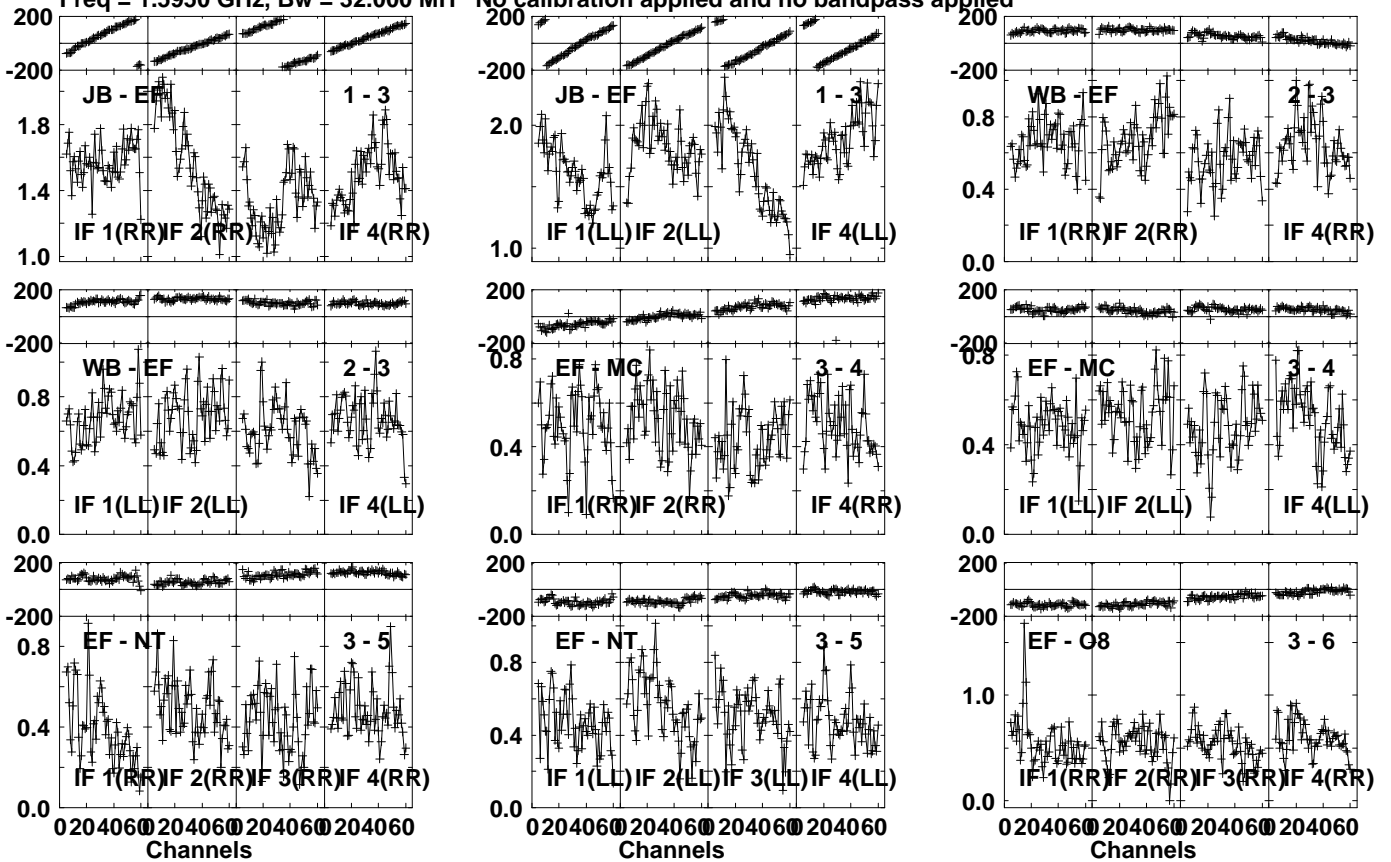 Freq = 1.5950 GHz, Bw = 32.000 MH No calibration applied and no bandpass applied
200
-200
JB - EF 1 - 3
1.8
1.4
1.0
IF 1(RR) IF 2(RR) IF 4(RR)
200
-200
JB - EF 1 - 3
2.0
1.0
IF 1(LL) IF 2(LL) IF 4(LL)
200
-200
WB - EF 2 - 3
0.8
0.4
0.0
IF 1(RR) IF 2(RR) IF 4(RR)
200
-200
WB - EF 2 - 3
0.8
0.4
0.0
IF 1(LL) IF 2(LL) IF 4(LL)
200
-200
EF - MC 3 - 4
0.8
0.4
0.0
IF 1(RR) IF 2(RR) IF 4(RR)
200
-200
EF - MC 3 - 4
0.8
0.4
0.0
IF 1(LL) IF 2(LL) IF 4(LL)
200
-200
EF - NT 3 - 5
0.8
0.4
0.0
IF 1(RR) IF 2(RR) IF 3(RR) IF 4(RR)
0 20 40 60 0 20 40 60 0 20 40 60 0 20 40 60
Channels
200
-200
EF - NT 3 - 5
0.8
0.4
0.0
IF 1(LL) IF 2(LL) IF 3(LL) IF 4(LL)
0 20 40 60 0 20 40 60 0 20 40 60 0 20 40 60
Channels
200
-200
EF - O8 3 - 6
1.0
0.0
IF 1(RR) IF 2(RR) IF 3(RR) IF 4(RR)
0 20 40 60 0 20 40 60 0 20 40 60 0 20 40 60
Channels